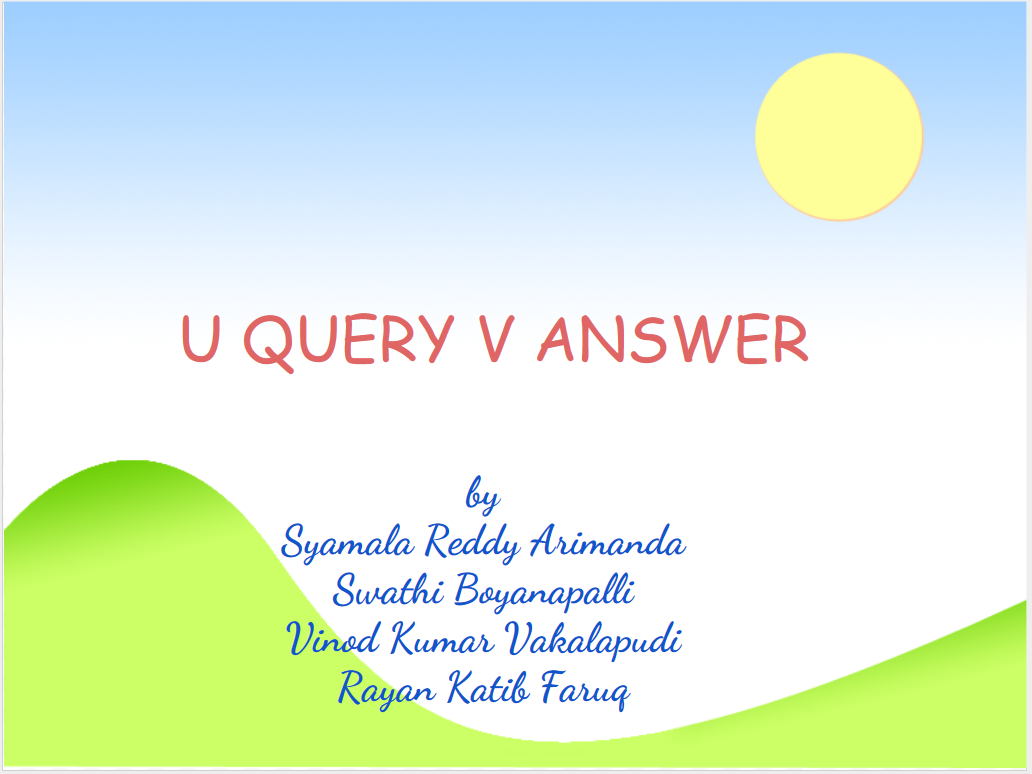 U QUERY V ANSWER
by
Syamala Reddy Arimanda
Swathi Boyanapalli
Vinod Kumar Vakalapudi
Rayan Katib Faruq